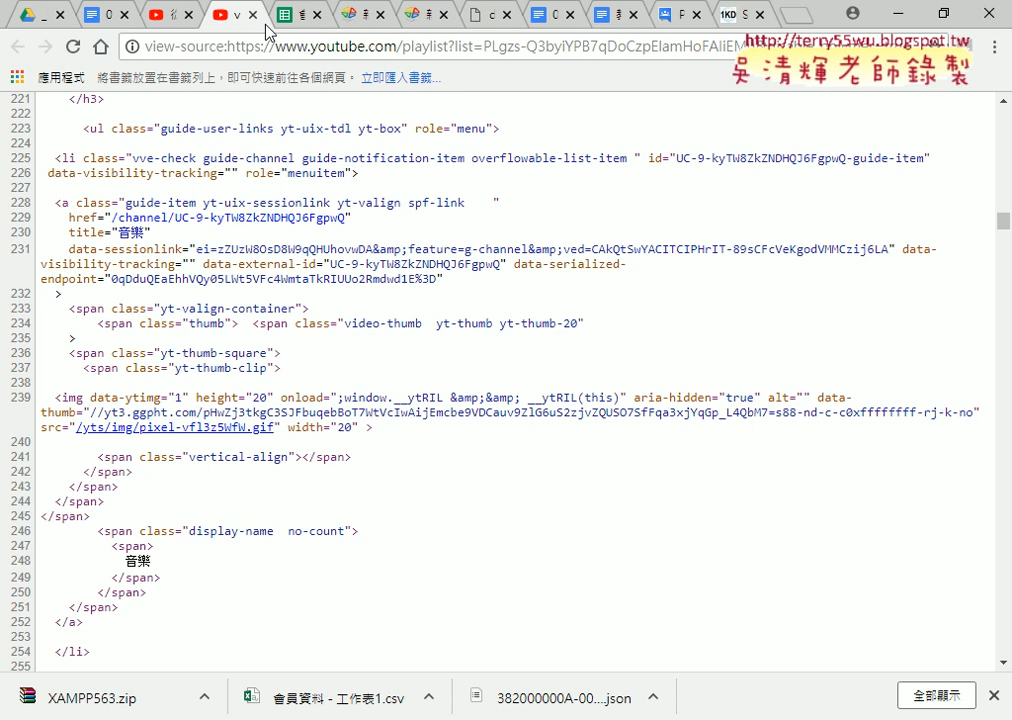 view-source:https://www.youtube.com/playlist?list=PLgzs-Q3byiYPB7qDoCzpElamHoFAliEM
http://terry55wu.blogspot.tw
吳清輝老師錄製
應用程式 將書籤放置在書籤列上，即可快速前往各個網頁。 立即匯入書籤...
221 </h3>
222
223 <ul class="guide-user-links yt-uix-tdl yt-box" role="menu">
224
225 <li class="vve-check guide-channel guide-notification-item overflowable-list-item " id="UC-9-kyTW8ZkZNDHQJ6FgpwQ-guide-item"
226 data-visibility-tracking="" role="menuitem">
227
228 <a class="guide-item yt-uix-sessionlink yt-valign spf-link "
229 href="/channel/UC-9-kyTW8ZkZNDHQJ6FgpwQ"
230 title="音樂"
231 data-sessionlink="ei=zZUzW8OsD8W9qQHUhovwDA&amp;feature=g-channel&amp;ved=CAkQtSwYACITCIPHrIT-89sCFcVeKgodVMMCzij6LA" data-
visibility-tracking="" data-external-id="UC-9-kyTW8ZkZNDHQJ6FgpwQ" data-serialized-
endpoint="0qDduQEaEhhVQy05LWt5VFc4WmtaTkRIUUo2Rmdwd1E%3D"
232 >
233 <span class="yt-valign-container">
234 <span class="thumb"> <span class="video-thumb yt-thumb yt-thumb-20"
235 >
236 <span class="yt-thumb-square">
237 <span class="yt-thumb-clip">
238
239 <img data-ytimg="1" height="20" onload=";window.__ytRIL &amp;&amp; __ytRIL(this)" aria-hidden="true" alt="" data-
thumb="//yt3.ggpht.com/pHwZj3tkgC3SJFbuqebBoT7WtVcIwAijEmcbe9VDCauv9ZlG6uS2zjvZQUSO7SfFqa3xjYqGp_L4QbM7=s88-nd-c-c0xffffffff-rj-k-no"
src="/yts/img/pixel-vfl3z5WfW.gif" width="20" >
240
241 <span class="vertical-align"></span>
242 </span>
243 </span>
244 </span>
245 </span>
246 <span class="display-name no-count">
247 <span>
248 音樂
249 </span>
250 </span>
251 </span>
252 </a>
253
254 </li>
255
XAMPP563.zip
會員資料 - 工作表1.csv
382000000A-00....json
全部顯示